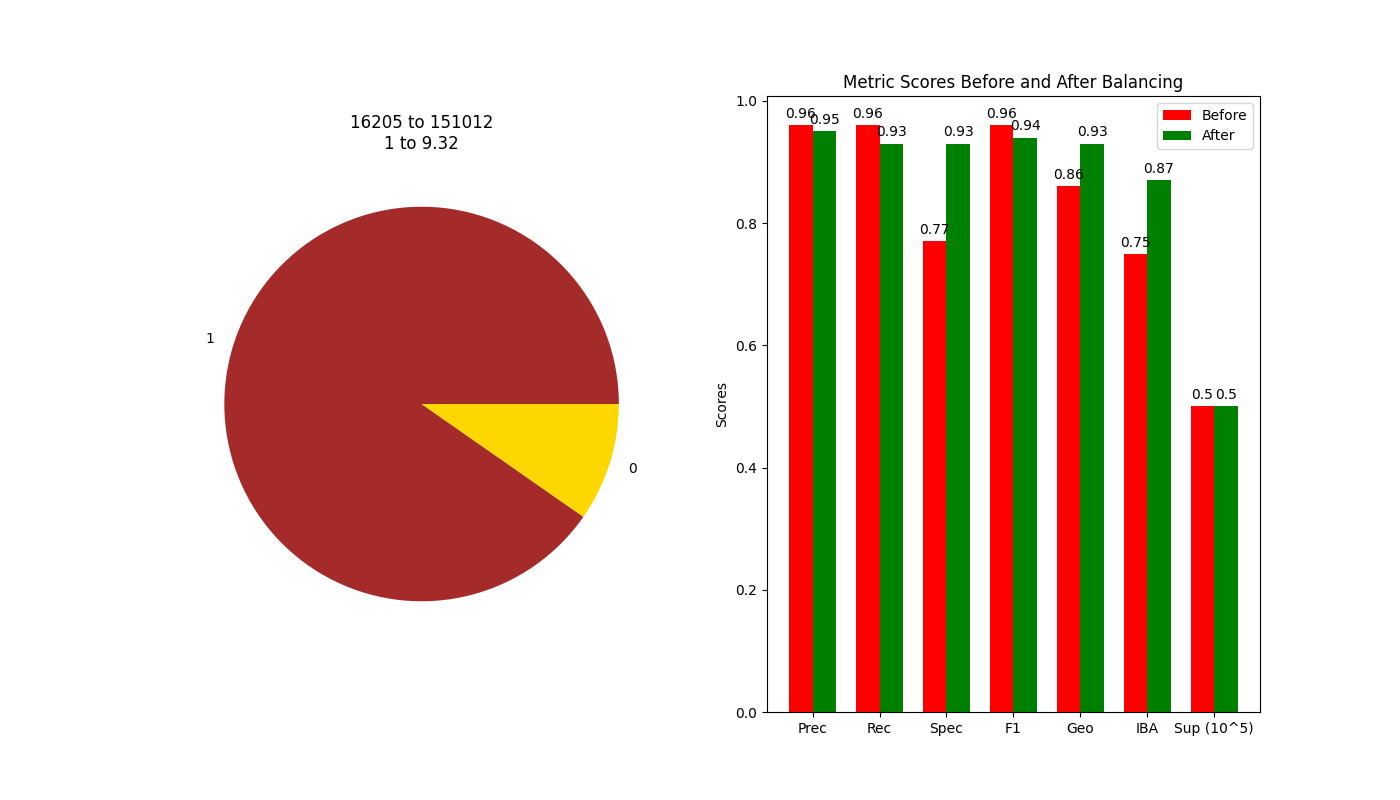 16205 to 151012
1 to 9.32
1
0
Metric Scores Before and After Balancing
Before
After
Scores
1.0
0.8
0.6
0.4
0.2
0.0
0.96
0.95
0.96
0.93
0.77
0.93
0.96
0.94
0.86
0.93
0.75
0.87
0.5
0.5
Prec
Rec
Spec
F1
Geo
IBA
Sup (10^5)